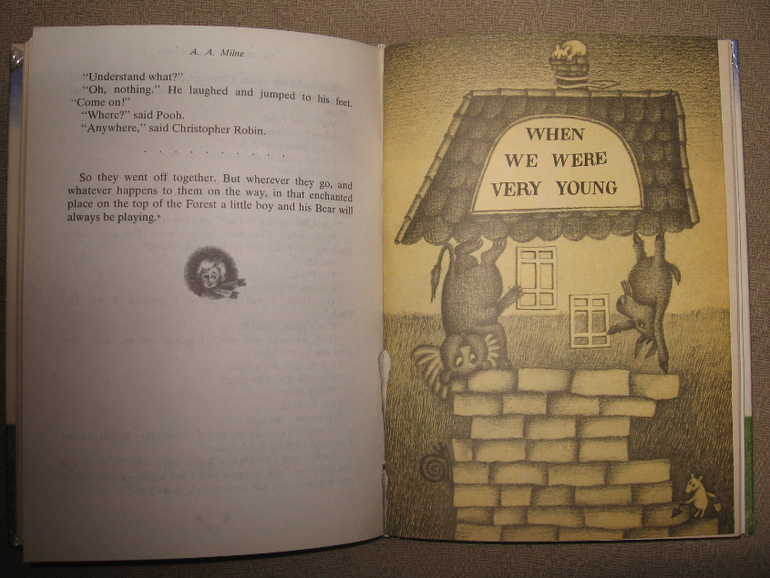 A. A. Milne
“Understand what?”
“Oh, nothing.” He laughed and jumped to his feet.
“Come on!”
“Where?” said Pooh.
“Anywhere,” said Christopher Robin.
. . . . . . . . . .
So they went off together. But wherever they go, and
whatever happens to them on the way, in that enchanted
place on the top of the Forest a little boy and his Bear will
always be playing.*
WHEN
WE WERE
VERY YOUNG